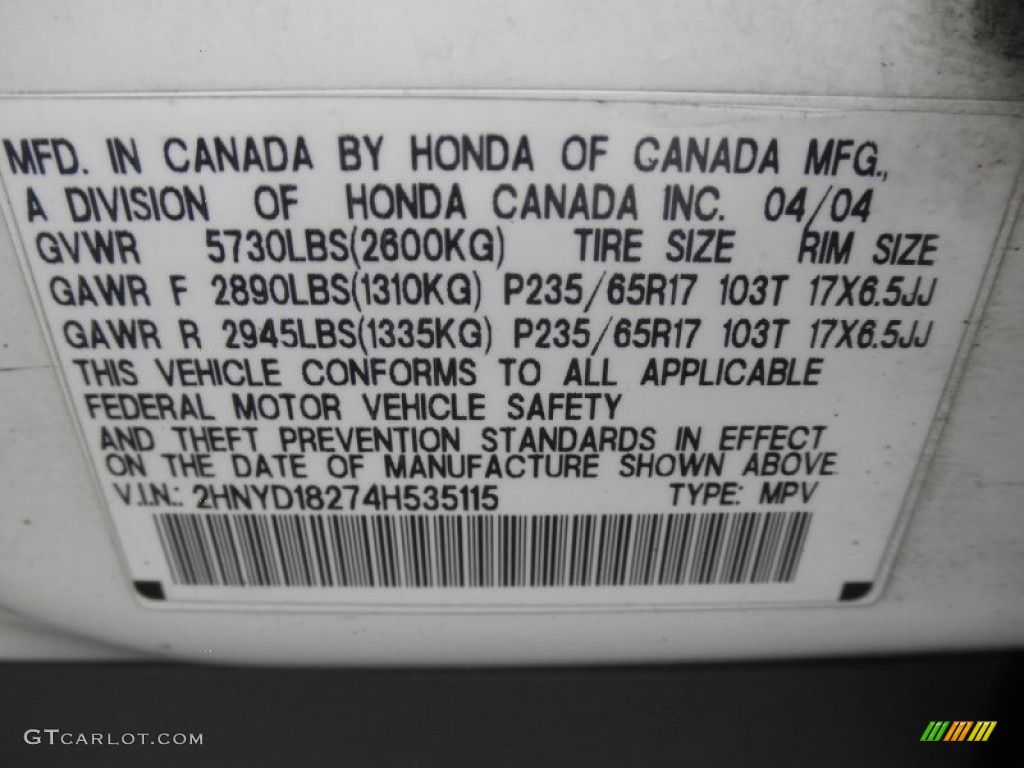 MFD. IN CANADA BY HONDA OF CANADA MFG.,
A DIVISION OF HONDA CANADA INC. 04/04
GVWR 5730LBS(2600KG) TIRE SIZE RIM SIZE
GAWR F 2890LBS(1310KG) P235/65R17 103T 17X6.5JJ
GAWR R 2945LBS(1335KG) P235/65R17 103T 17X6.5JJ
THIS VEHICLE CONFORMS TO ALL APPLICABLE
FEDERAL MOTOR VEHICLE SAFETY
AND THEFT PREVENTION STANDARDS IN EFFECT
ON THE DATE OF MANUFACTURE SHOWN ABOVE
V.I.N.: 2HNYD18274H535115 TYPE: MPV
GTCARLOT.COM